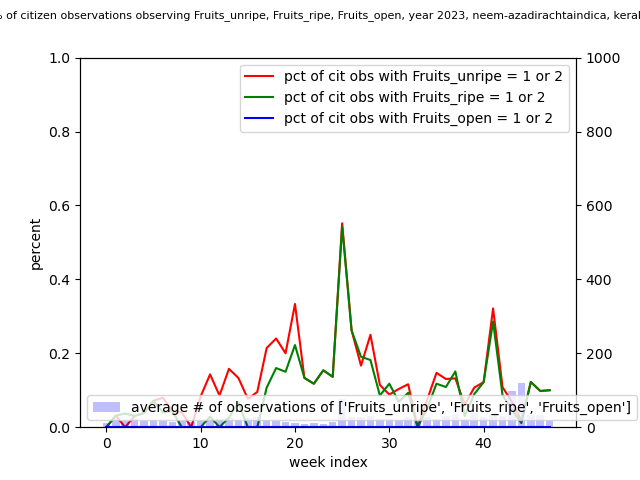 of citizen observations observing Fruits_unripe, Fruits_ripe, Fruits_open, year 2023, neem-azadirachtaindica,
1.0
0.8
0.6
0.4
0.2
0.0
percent
1000
800
600
400
200
0
pct of cit obs with Fruits_unripe = 1 or 2
pct of cit obs with Fruits_ripe = 1 or 2
pct of cit obs with Fruits_open = 1 or 2
average # of observations of ['Fruits_unripe', 'Fruits_ripe', 'Fruits_open']
0 10 20 30 40
week index